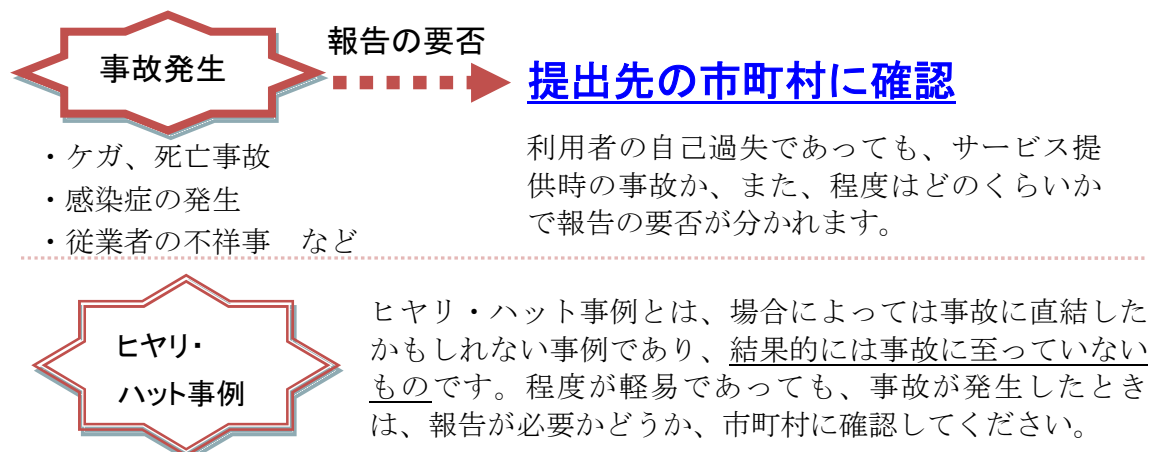 事故発生
報告の要否
提出先の市町村に確認
・ケガ、死亡事故
・感染症の発生
・従業者の不祥事　など
利用者の自己過失であっても、サービス提
供時の事故か、また、程度はどのくらいか
で報告の要否が分かれます。
ヒヤリ・
ハット事例
ヒヤリ・ハット事例とは、場合によっては事故に直結した
かもしれない事例であり、結果的には事故に至っていない
ものです。程度が軽易であっても、事故が発生したとき
は、報告が必要かどうか、市町村に確認してください。